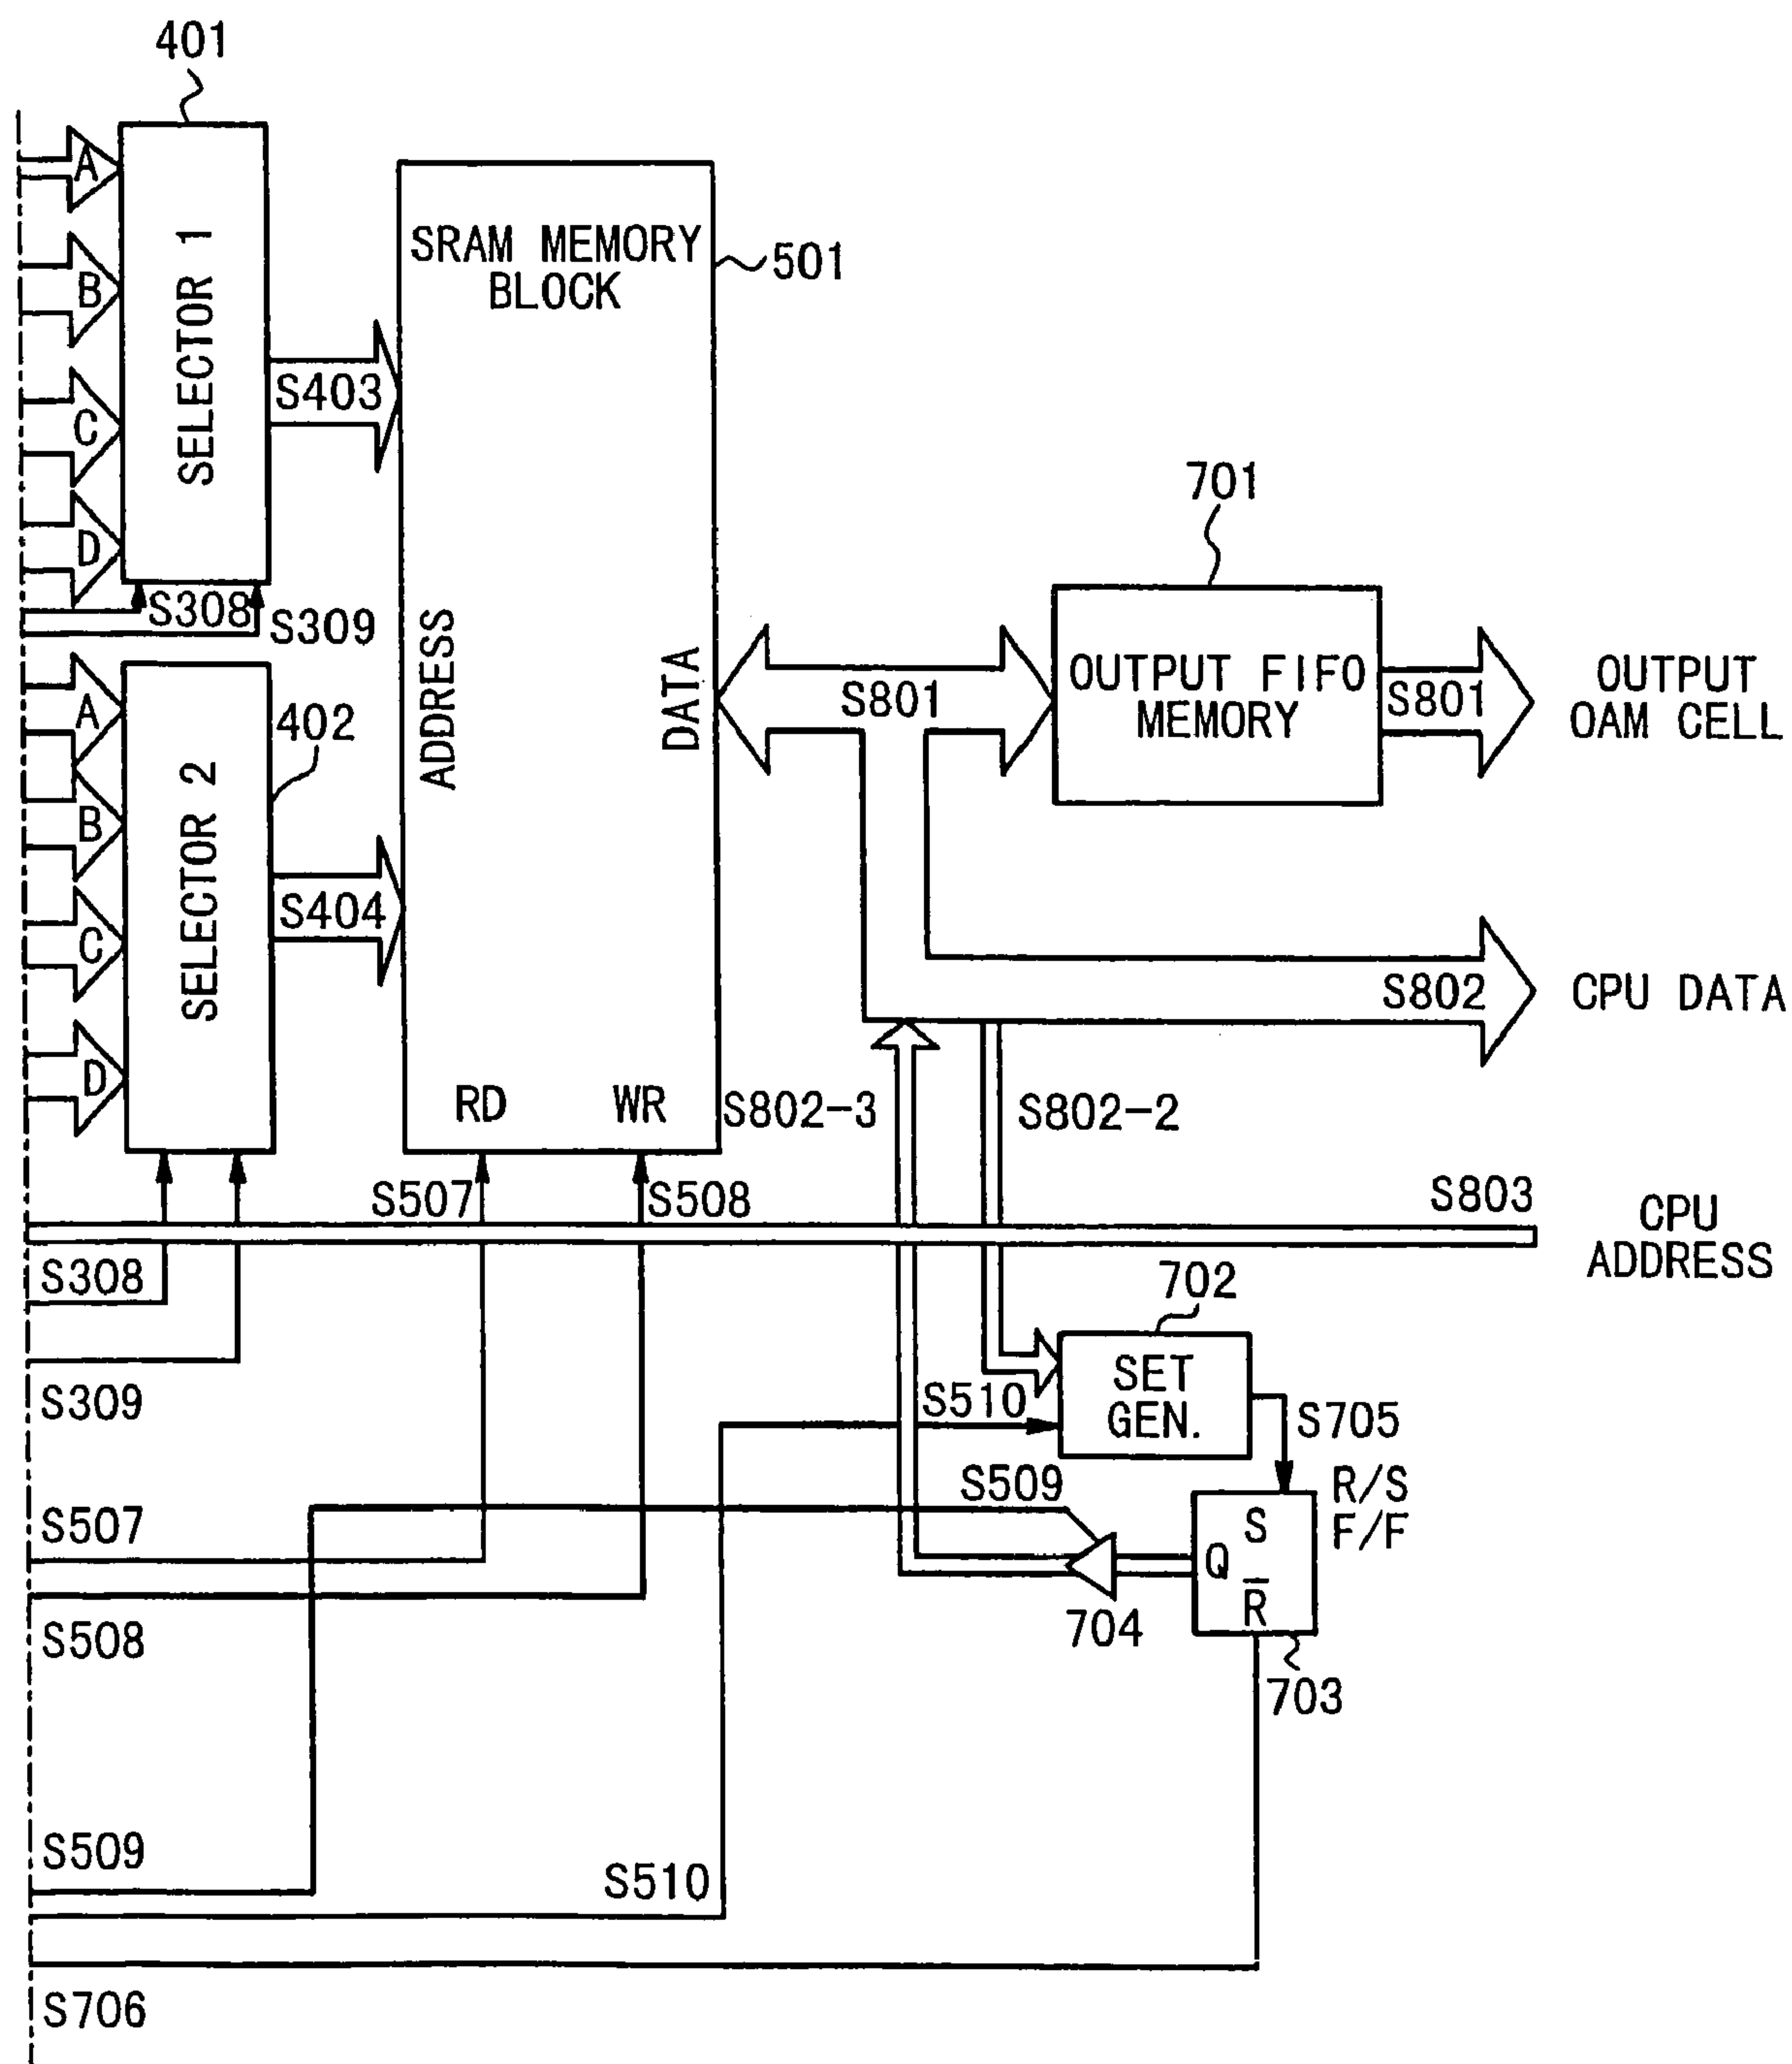 401
A
B
C
D
SELECTOR 1
S403
SRAM MEMORY
BLOCK
501
S308
S309
ADDRESS
DATA
701
S801
OUTPUT FIFO
MEMORY
S801
OUTPUT
OAM CELL
A
B
C
D
SELECTOR 2
402
S404
S802
CPU DATA
RD
WR
S802-3
S802-2
S507
S508
S803
CPU
ADDRESS
S308
S309
702
SET
GEN.
S510
S705
S509
R/S
F/F
S
Q
R̅
704
703
S507
S508
S509
S510
S706